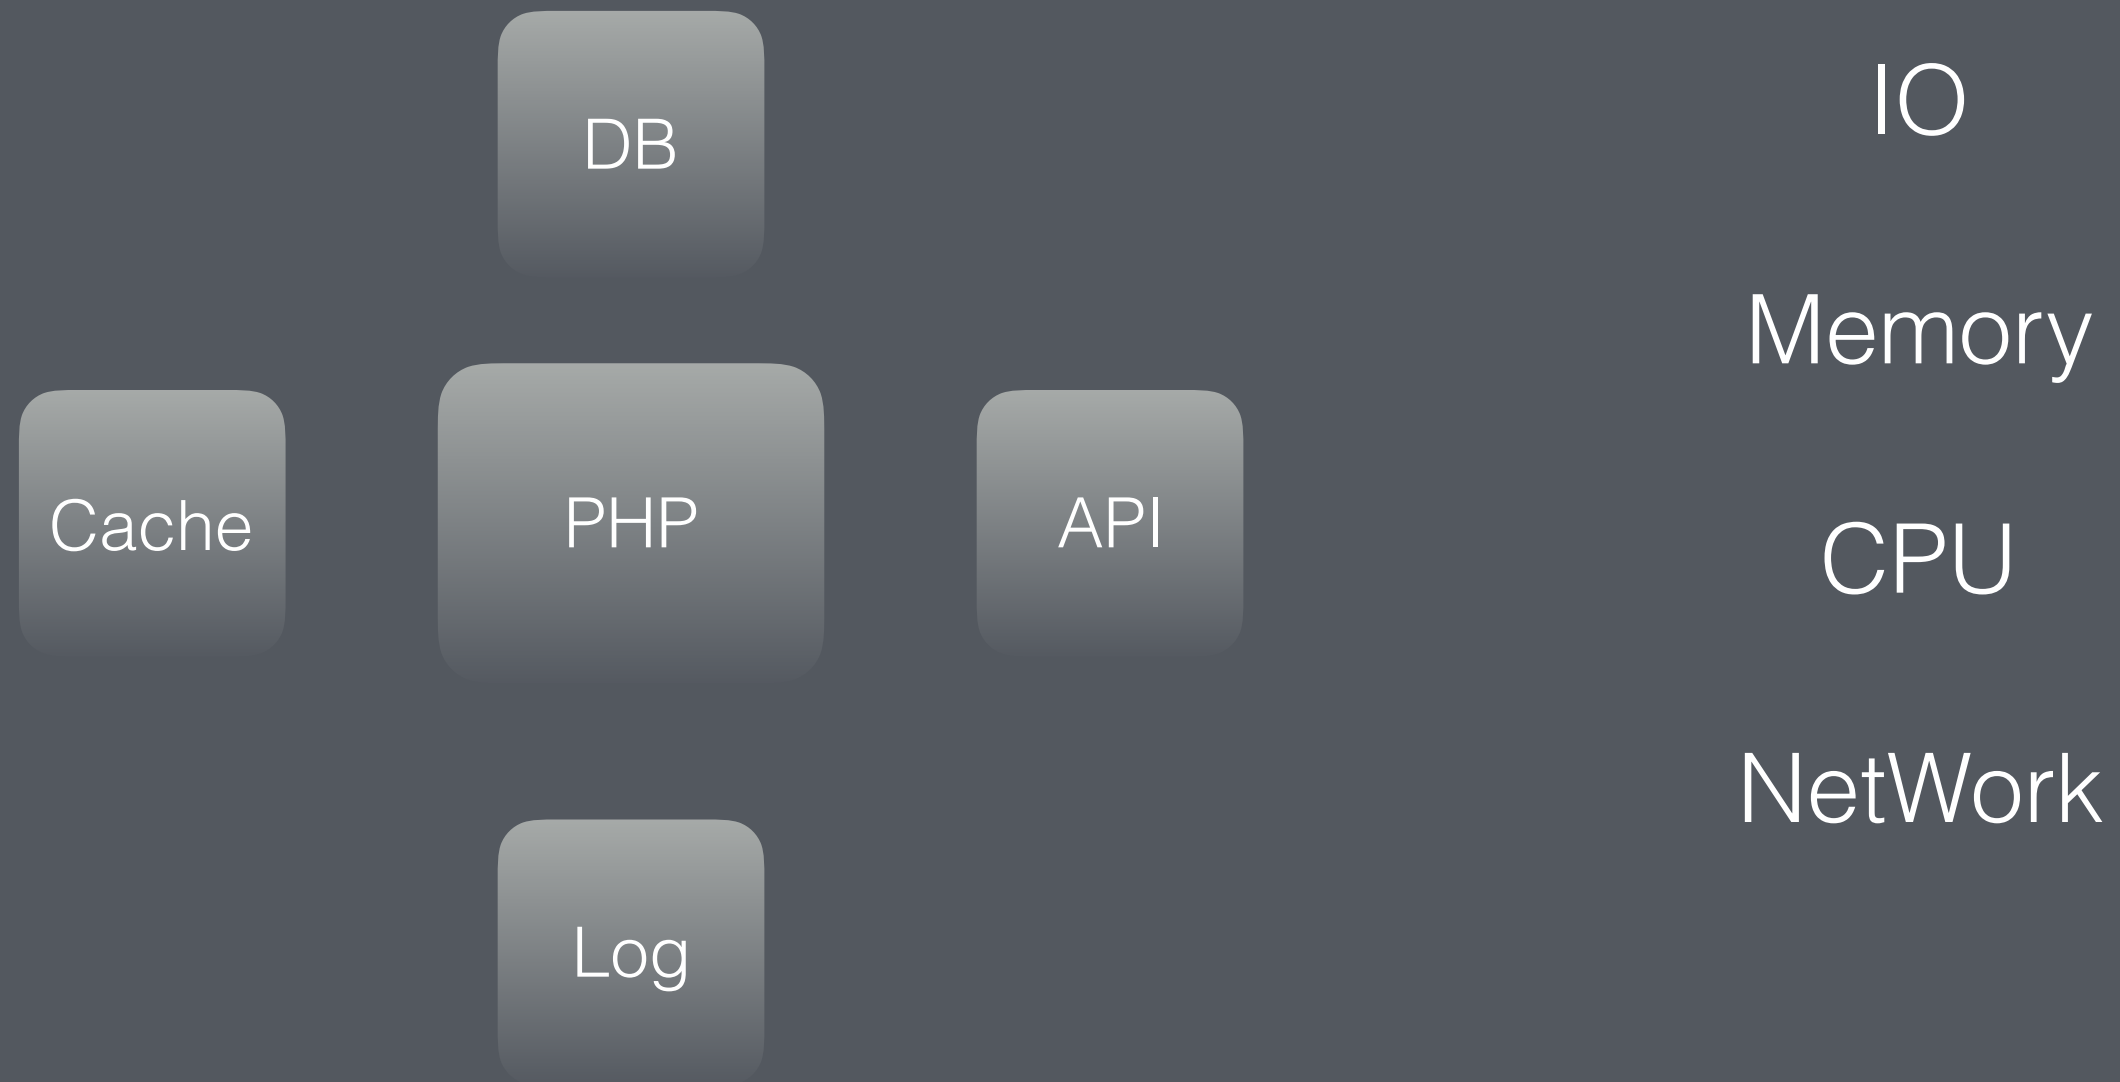 DB
Cache
PHP
API
Log
IO
Memory
CPU
NetWork